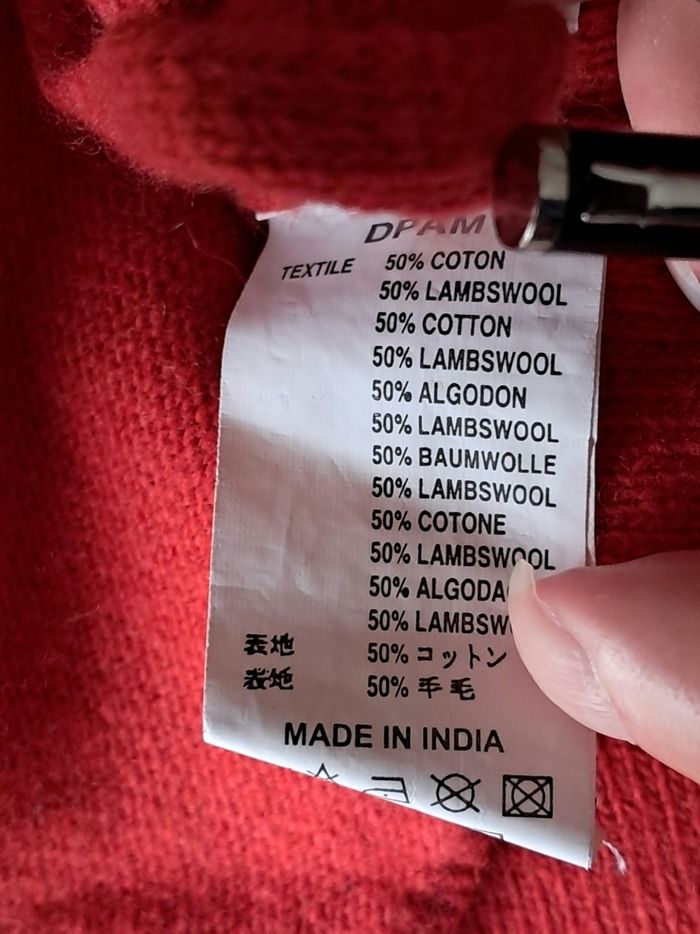 DPAM
TEXTILE 50% COTON
50% LAMBSWOOL
50% COTTON
50% LAMBSWOOL
50% ALGODON
50% LAMBSWOOL
50% BAUMWOLLE
50% LAMBSWOOL
50% COTONE
50% LAMBSWOOL
50%
50%
表地 50% コットン
表地 50% 羊毛
MADE IN INDIA